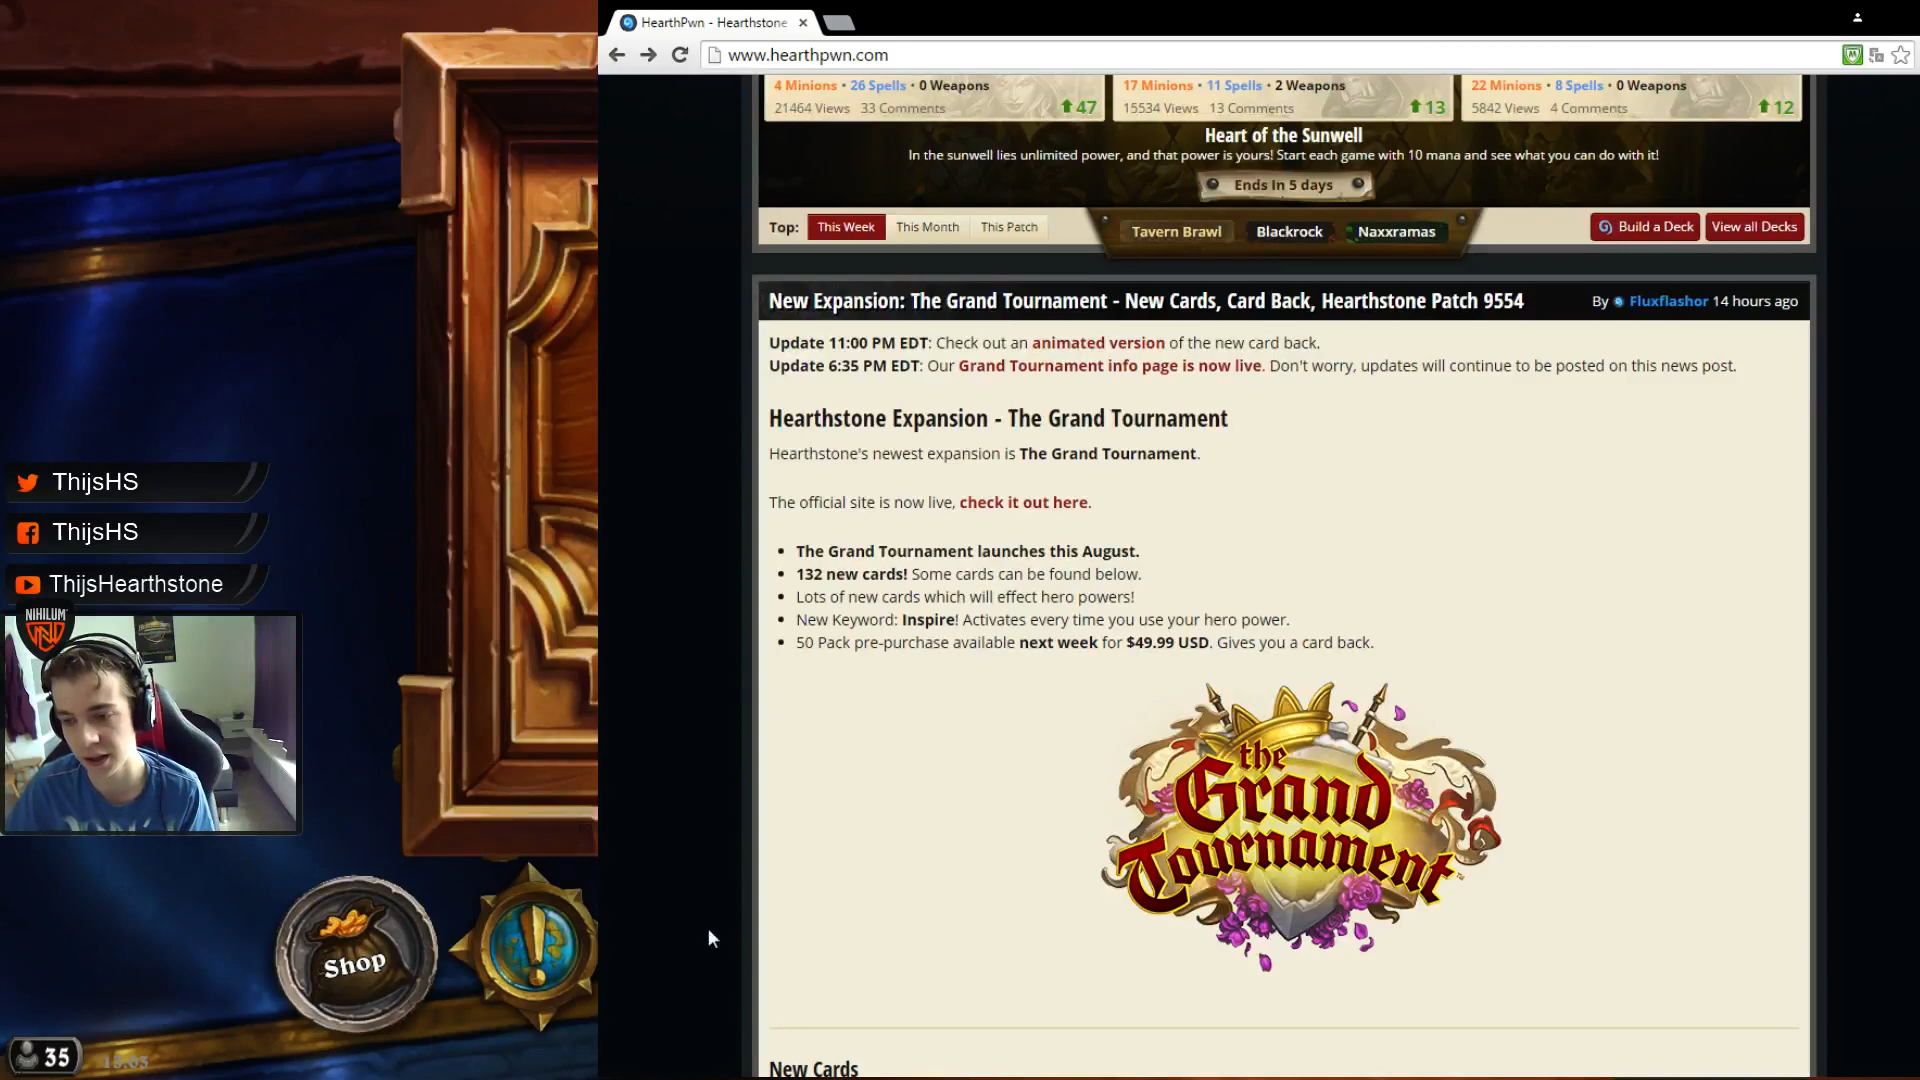 HearthPwn - Hearthstone
www.hearthpwn.com
4 Minions • 26 Spells • 0 Weapons
21464 Views 33 Comments 47
17 Minions • 11 Spells • 2 Weapons
15534 Views 13 Comments 13
22 Minions • 8 Spells • 0 Weapons
5842 Views 4 Comments 12
Heart of the Sunwell
In the sunwell lies unlimited power, and that power is yours! Start each game with 10 mana and see what you can do with it!
Ends In 5 days
Top: This Week This Month This Patch
Tavern Brawl Blackrock Naxxramas
Build a Deck View all Decks
New Expansion: The Grand Tournament - New Cards, Card Back, Hearthstone Patch 9554
By Fluxflashor 14 hours ago
Update 11:00 PM EDT: Check out an animated version of the new card back.
Update 6:35 PM EDT: Our Grand Tournament info page is now live. Don't worry, updates will continue to be posted on this news post.
Hearthstone Expansion - The Grand Tournament
Hearthstone's newest expansion is The Grand Tournament.
The official site is now live, check it out here.
• The Grand Tournament launches this August.
• 132 new cards! Some cards can be found below.
• Lots of new cards which will effect hero powers!
• New Keyword: Inspire! Activates every time you use your hero power.
• 50 Pack pre-purchase available next week for $49.99 USD. Gives you a card back.
the
Grand
Tournament™
New Cards
ThijsHS
ThijsHS
ThijsHearthstone
NIHILUM
Shop
35
13:03